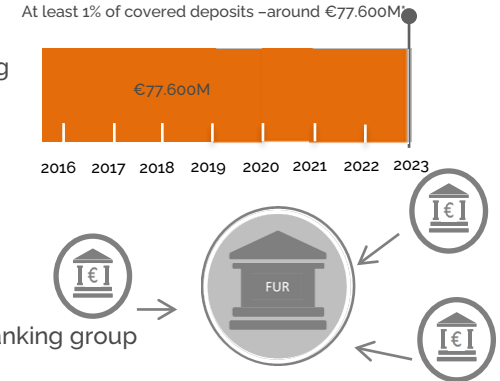 At least 1% of covered deposits –around €77.600M*
€77.600M
2016 2017 2018 2019 2020 2021 2022 2023
€
€
FUR
anking group
€